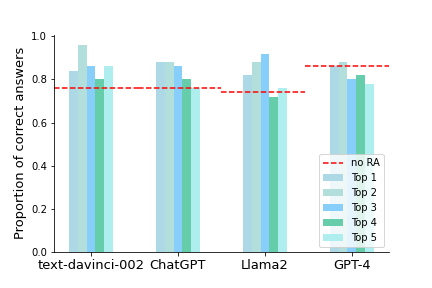 Proportion of correct answers
1.0
0.8
0.6
0.4
0.2
0.0
text-davinci-002 ChatGPT Llama2 GPT-4
no RA
Top 1
Top 2
Top 3
Top 4
Top 5